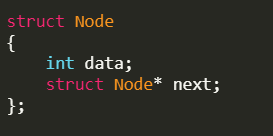 struct Node
{
    int data;
    struct Node* next;
};